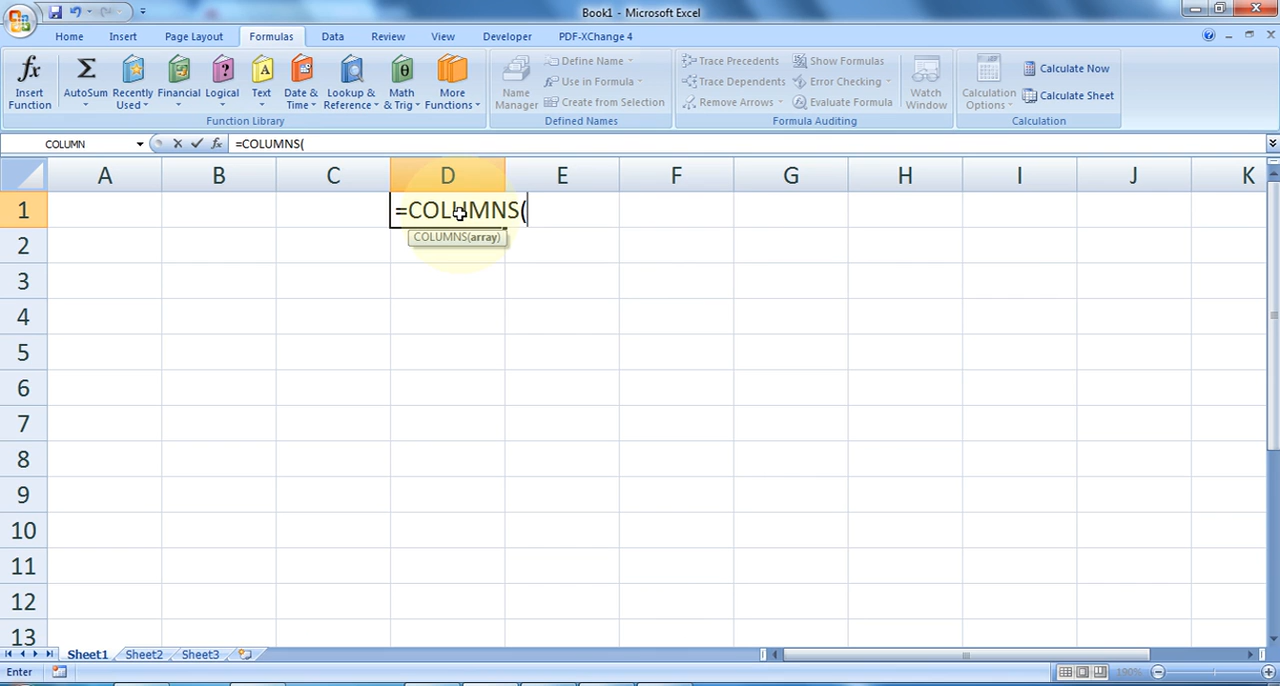 Book1 - Microsoft Excel
Home Insert Page Layout Formulas Data Review View Developer PDF-XChange 4
fx Insert Function
Σ AutoSum
Recently Used
Financial
Logical
Text
Date & Time
Lookup & Reference
Math & Trig
More Functions
Function Library
Name Manager
Define Name
Use in Formula
Create from Selection
Defined Names
Trace Precedents
Trace Dependents
Remove Arrows
Show Formulas
Error Checking
Evaluate Formula
Formula Auditing
Watch Window
Calculation Options
Calculate Now
Calculate Sheet
Calculation
COLUMN fx =COLUMNS(
A B C D E F G H I J K
1 =COLUMNS(
COLUMNS(array)
2
3
4
5
6
7
8
9
10
11
12
13
Sheet1 Sheet2 Sheet3
Enter 190%